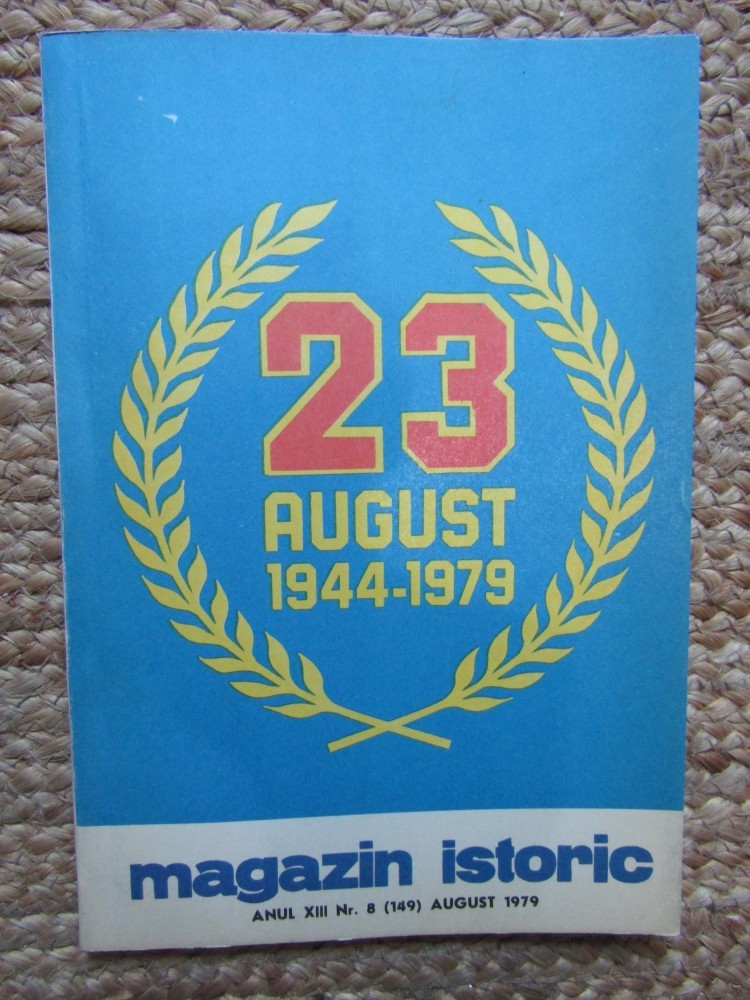 23
AUGUST
1944-1979
magazin istoric
ANUL XIII Nr. 8 (149) AUGUST 1979